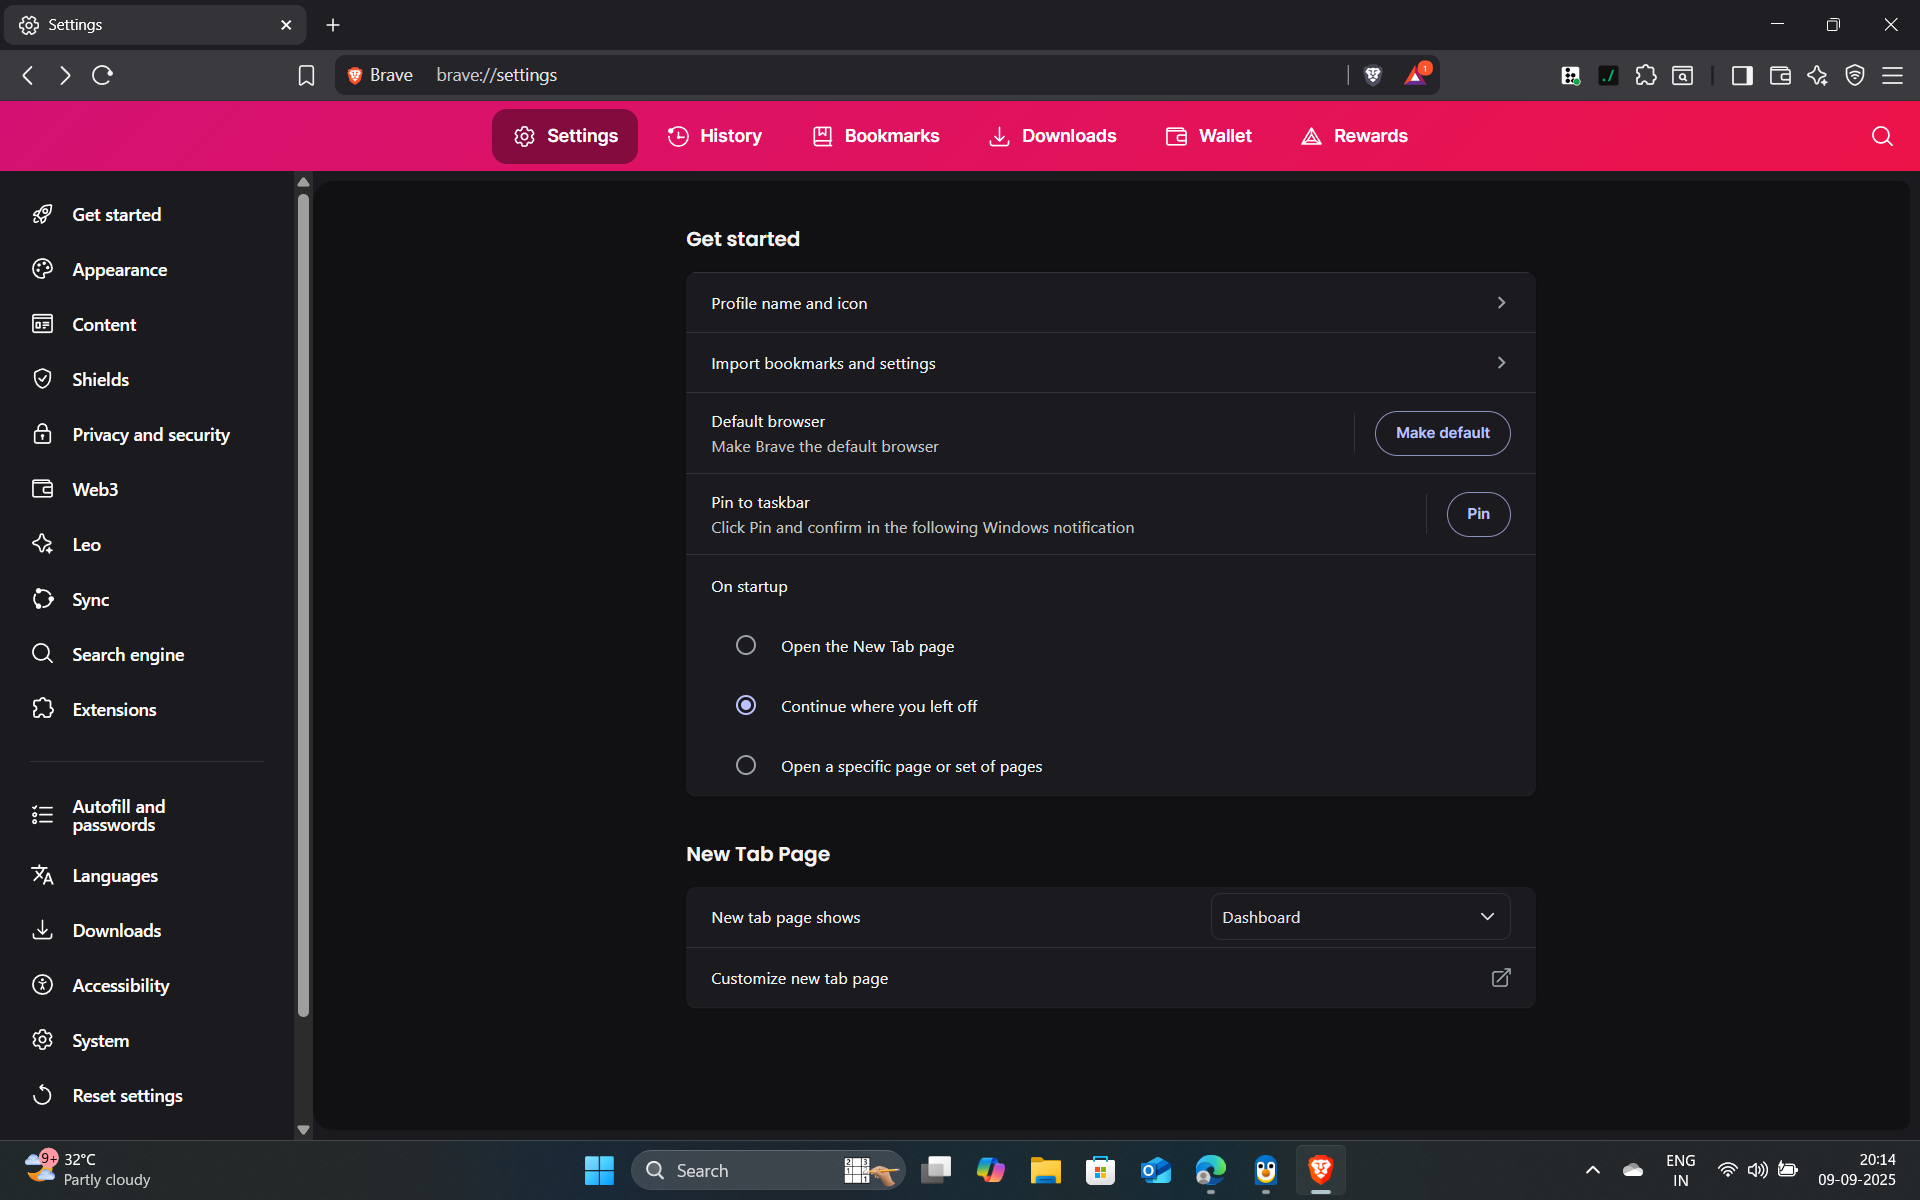 Settings
Brave
brave://settings
1
Settings
History
Bookmarks
Downloads
Wallet
Rewards
Get started
Appearance
Content
Shields
Privacy and security
Web3
Leo
Sync
Search engine
Extensions
Autofill and
passwords
Languages
Downloads
Accessibility
System
Reset settings
Get started
Profile name and icon
Import bookmarks and settings
Default browser
Make Brave the default browser
Make default
Pin to taskbar
Click Pin and confirm in the following Windows notification
Pin
On startup
Open the New Tab page
Continue where you left off
Open a specific page or set of pages
New Tab Page
New tab page shows
Dashboard
Customize new tab page
9+
32°C
Partly cloudy
Search
ENG
IN
20:14
09-09-2025